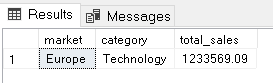 Results Messages
market category total_sales
1 Europe Technology 1233569.09